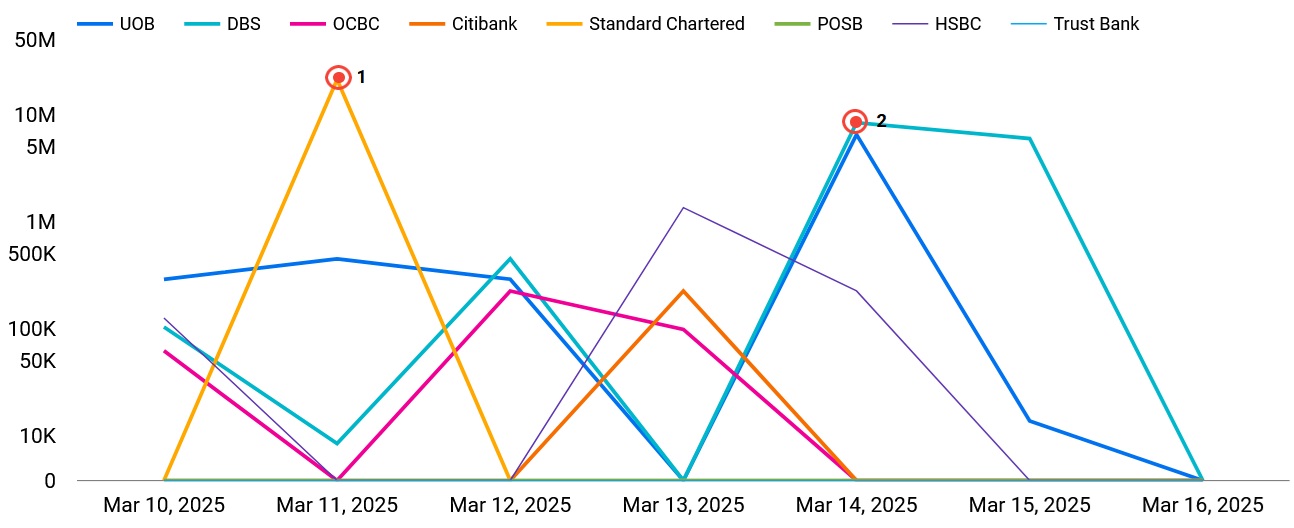 UOB DBS OCBC Citibank Standard Chartered POSB HSBC Trust Bank
50M
1
10M
2
5M
1M
500K
100K
50K
10K
0
Mar 10, 2025 Mar 11, 2025 Mar 12, 2025 Mar 13, 2025 Mar 14, 2025 Mar 15, 2025 Mar 16, 2025